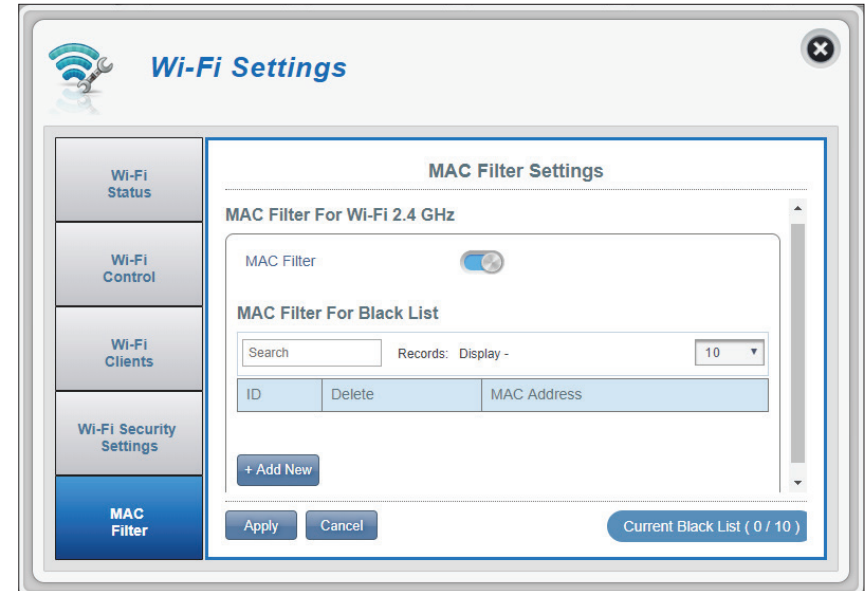 Wi-Fi Settings
Wi-Fi
Status
Wi-Fi
Control
Wi-Fi
Clients
Wi-Fi Security
Settings
MAC
Filter
MAC Filter Settings
MAC Filter For Wi-Fi 2.4 GHz
MAC Filter
MAC Filter For Black List
Search Records: Display - 10
ID Delete MAC Address
+ Add New
Apply Cancel Current Black List ( 0 / 10 )